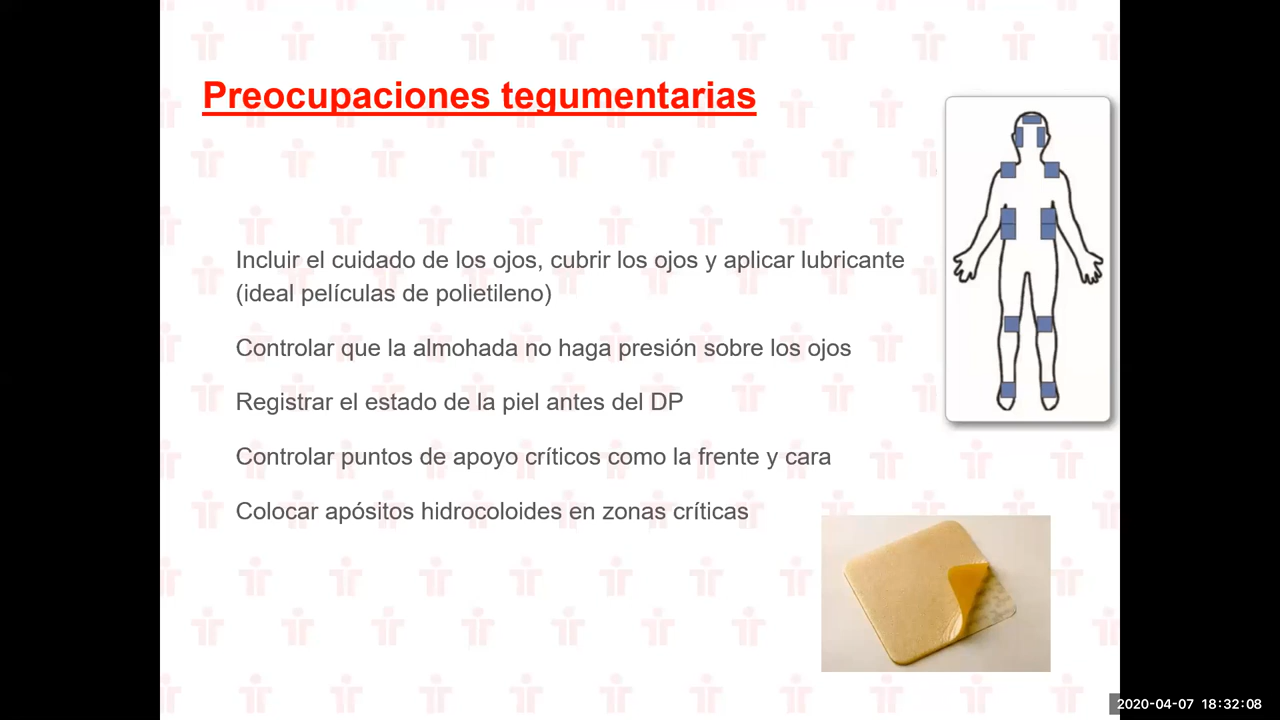 Preocupaciones tegumentarias
Incluir el cuidado de los ojos, cubrir los ojos y aplicar lubricante
(ideal películas de polietileno)
Controlar que la almohada no haga presión sobre los ojos
Registrar el estado de la piel antes del DP
Controlar puntos de apoyo críticos como la frente y cara
Colocar apósitos hidrocoloides en zonas críticas
2020-04-07 18:32:08